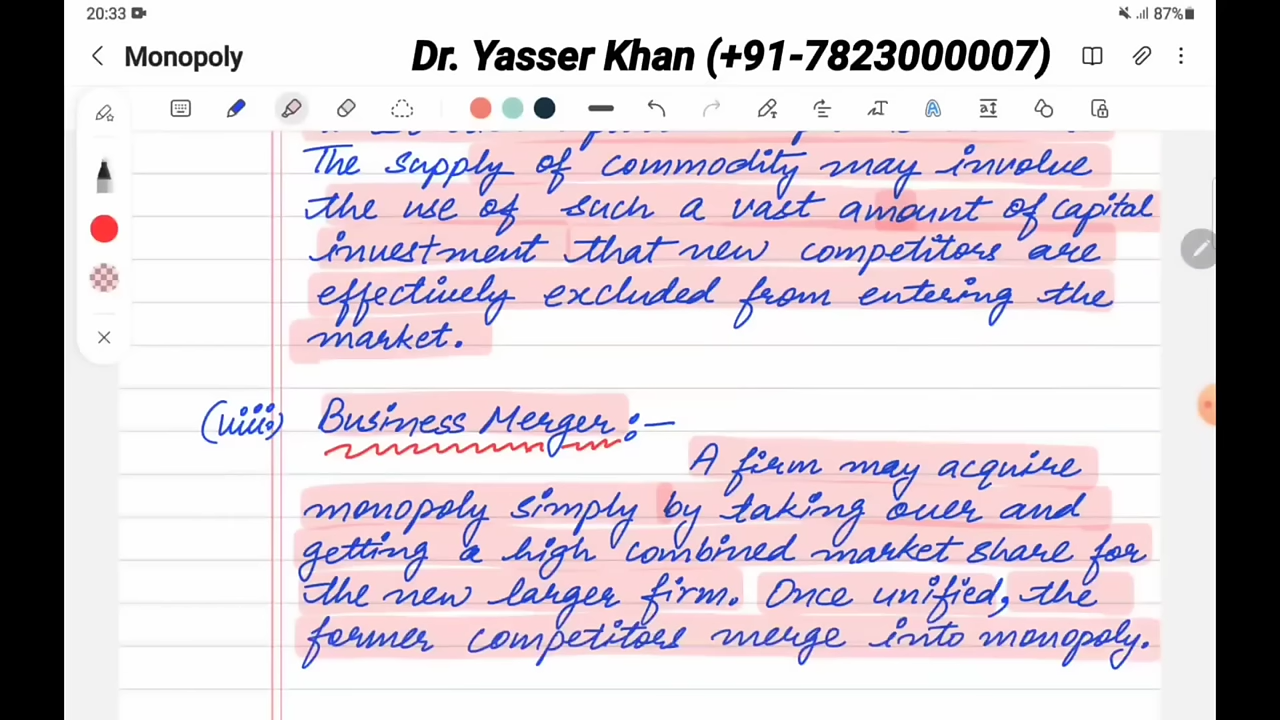 20:33
87%
Monopoly
Dr. Yasser Khan (+91-7823000007)
The supply of commodity may involve
the use of such a vast amount of capital
investment that new competitors are
effectively excluded from entering the
market.
(viii) Business Merger:-
A firm may acquire
monopoly simply by taking over and
getting a high combined market share for
the new larger firm. Once unified, the
former competitors merge into monopoly.